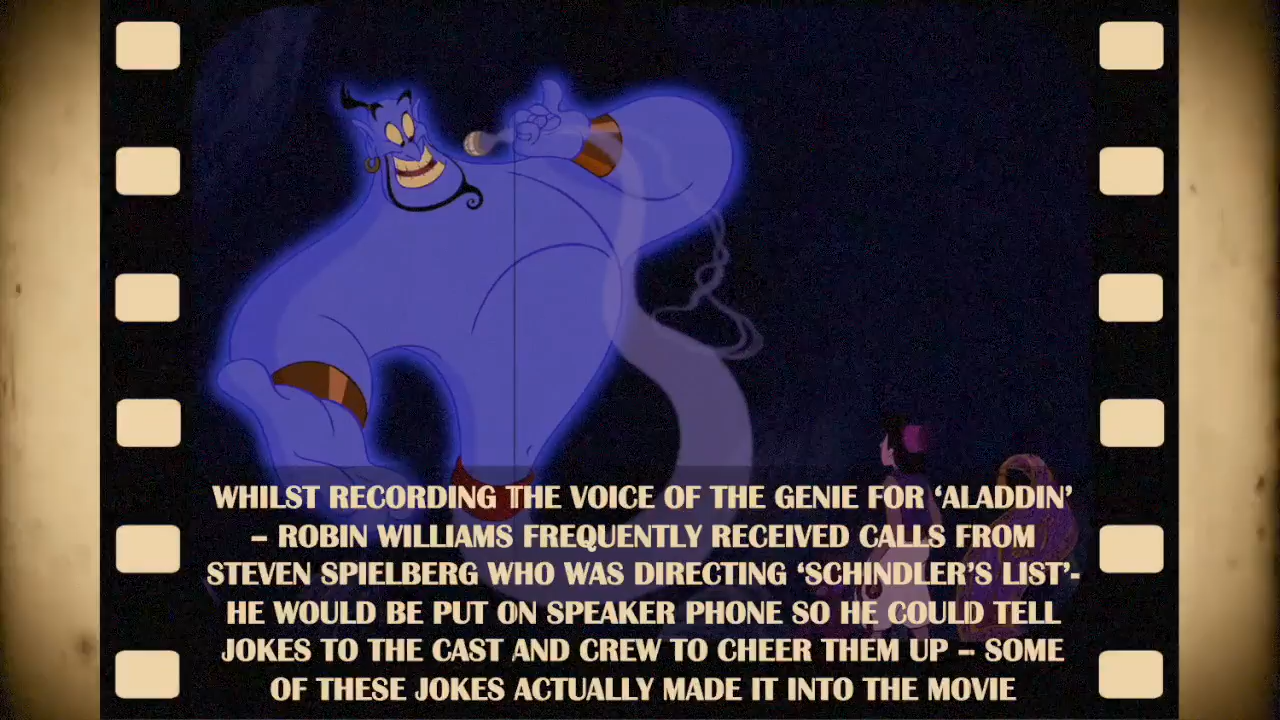 WHILST RECORDING THE VOICE OF THE GENIE FOR ‘ALADDIN’
– ROBIN WILLIAMS FREQUENTLY RECEIVED CALLS FROM
STEVEN SPIELBERG WHO WAS DIRECTING ‘SCHINDLER’S LIST’-
HE WOULD BE PUT ON SPEAKER PHONE SO HE COULD TELL
JOKES TO THE CAST AND CREW TO CHEER THEM UP – SOME
OF THESE JOKES ACTUALLY MADE IT INTO THE MOVIE